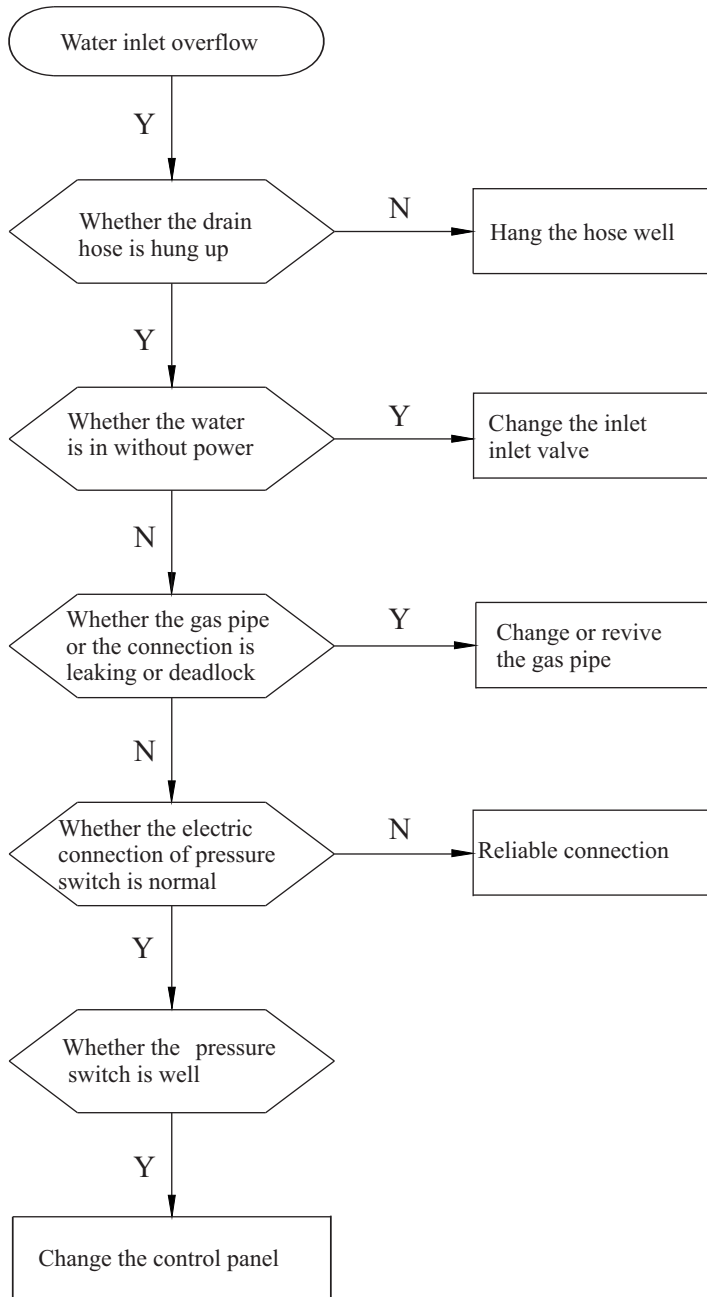 Water inlet overflow
Y
Whether the drain
hose is hung up
N
Hang the hose well
Y
Whether the water
is in without power
Y
Change the inlet
inlet valve
N
Whether the gas pipe
or the connection is
leaking or deadlock
Y
Change or revive
the gas pipe
N
Whether the electric
connection of pressure
switch is normal
N
Reliable connection
Y
Whether the pressure
switch is well
Y
Change the control panel